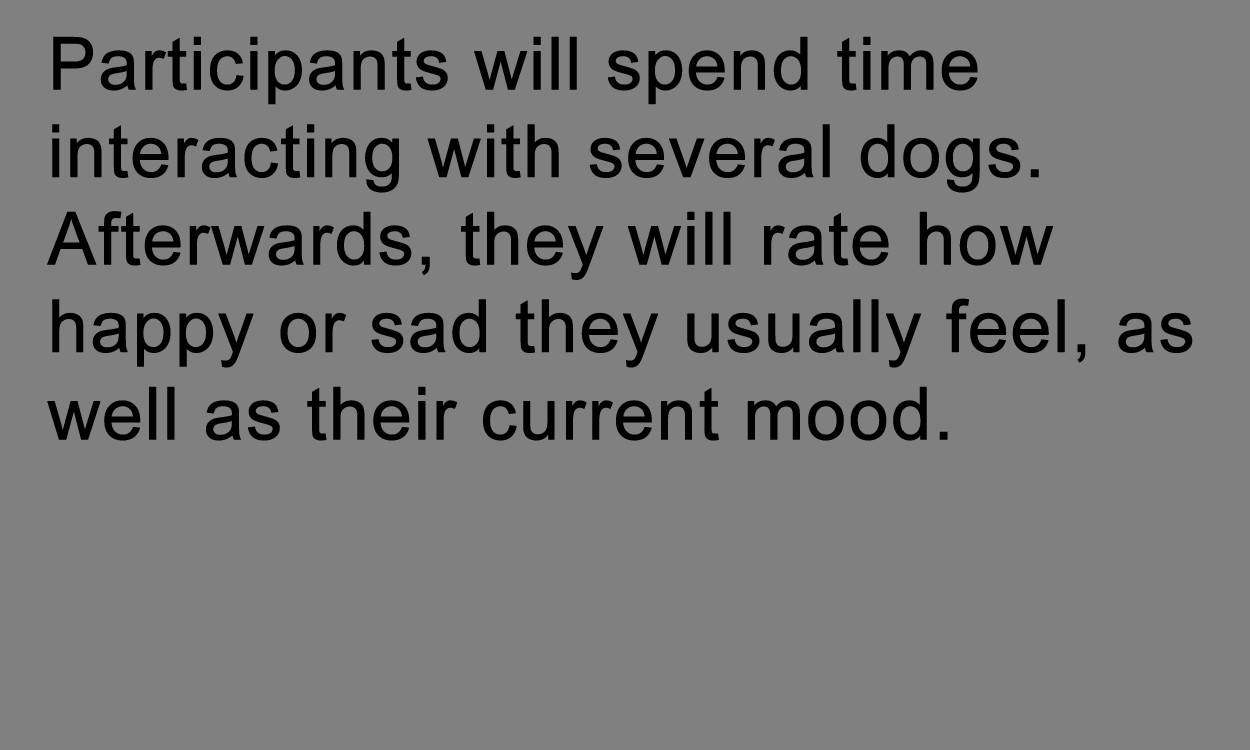 Participants will spend time
interacting with several dogs.
Afterwards, they will rate how
happy or sad they usually feel, as
well as their current mood.